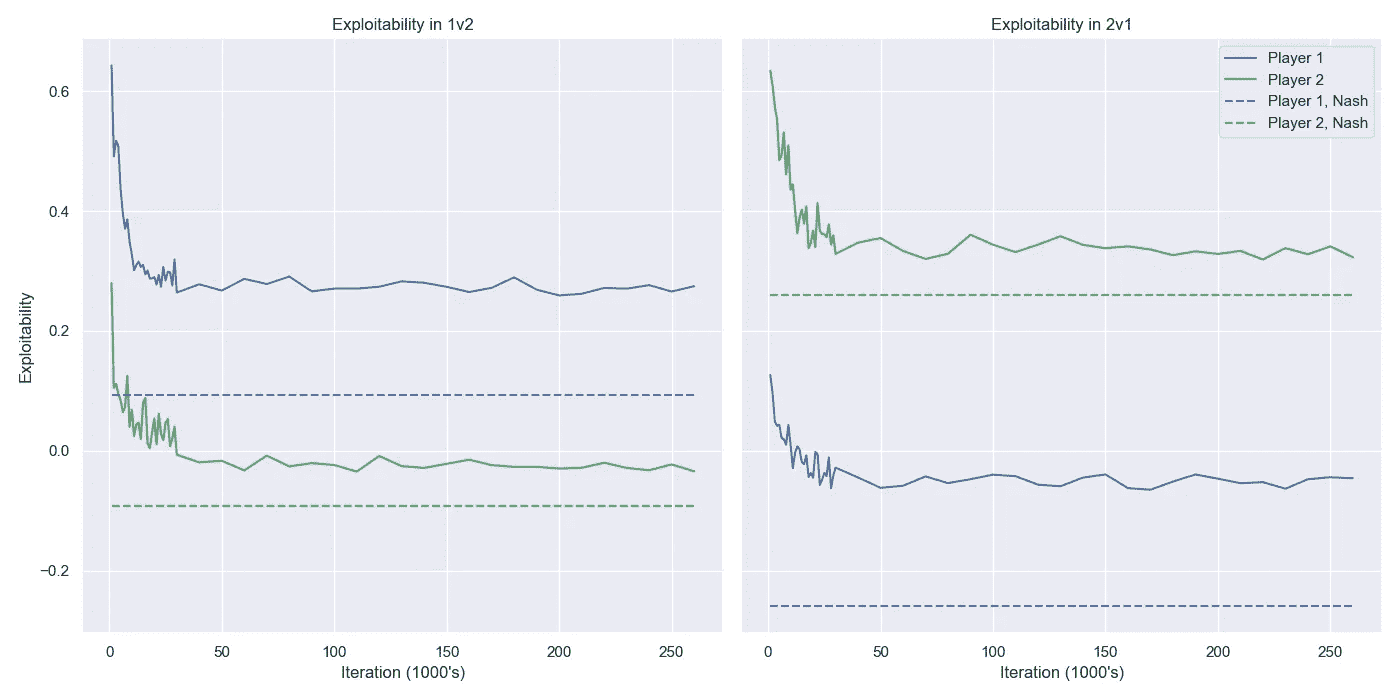 Exploitability in 1v2
Exploitability in 2v1
Exploitability
0.6
0.4
0.2
0.0
−0.2
0 50 100 150 200 250
Iteration (1000's)
0 50 100 150 200 250
Iteration (1000's)
Player 1
Player 2
Player 1, Nash
Player 2, Nash